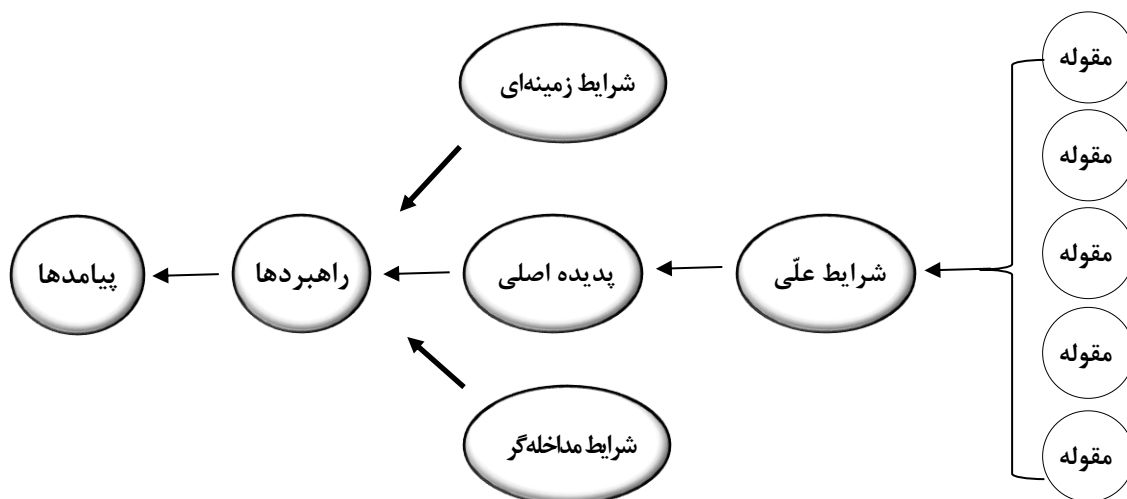 مقوله
شرایط زمینه‌ای
مقوله
مقوله
شرایط علّی
پدیده اصلی
راهبردها
پیامدها
مقوله
شرایط مداخله‌گر
مقوله